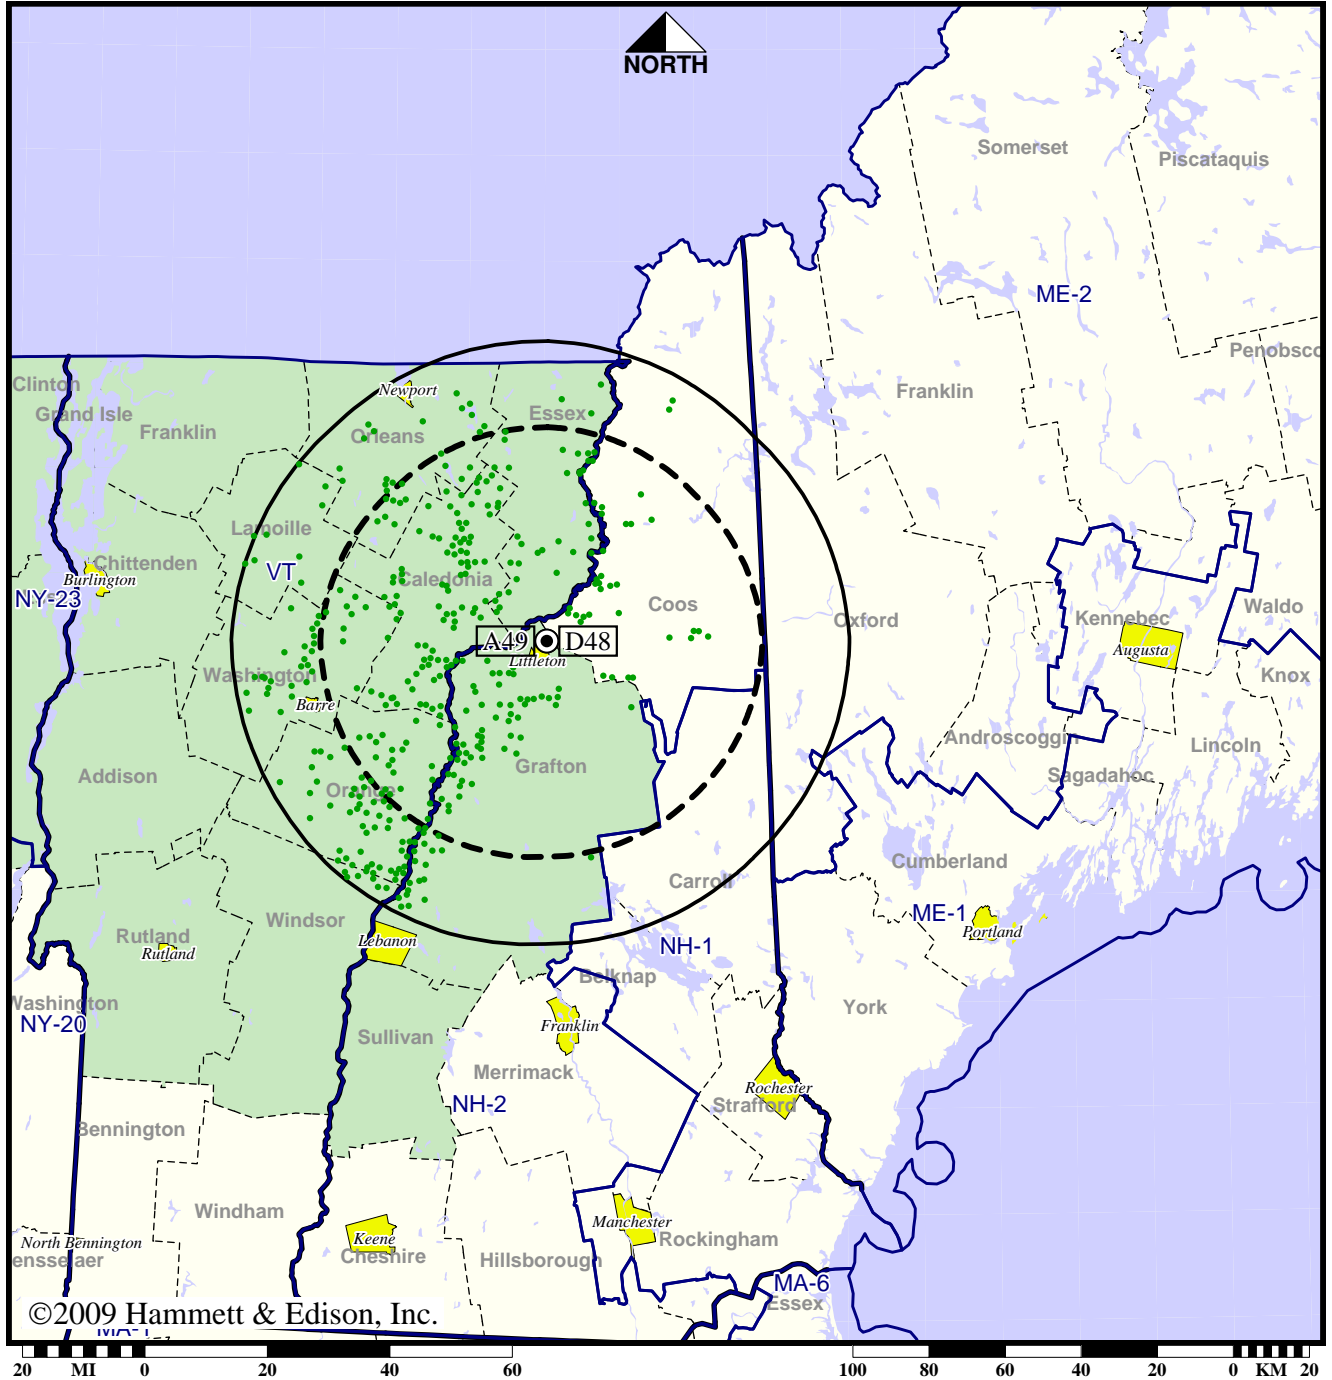 NORTH
Somerset
Piscataquis
ME-2
Penobsco
Clinton
Newport
Franklin
Grand Isle
Essex
Franklin
Orleans
Lamoille
Chittenden
VT
Burlington
Caledonia
NY-23
Coos
Waldo
Oxford
Kennebec
A49
D48
Augusta
Littleton
Washington
Knox
Barre
Androscoggin
Lincoln
Addison
Grafton
Sagadahoc
Orange
Cumberland
Carroll
Windsor
ME-1
Rutland
Lebanon
Portland
Rutland
NH-1
Belknap
Washington
York
NY-20
Franklin
Sullivan
Merrimack
Rochester
NH-2
Strafford
Bennington
Windham
Manchester
Keene
Rockingham
North Bennington
Cheshire
Hillsborough
ensselaer
MA-6
Essex
©2009 Hammett & Edison, Inc.
MA-1
20 MI 0 20 40 60 100 80 60 40 20 0 KM 20